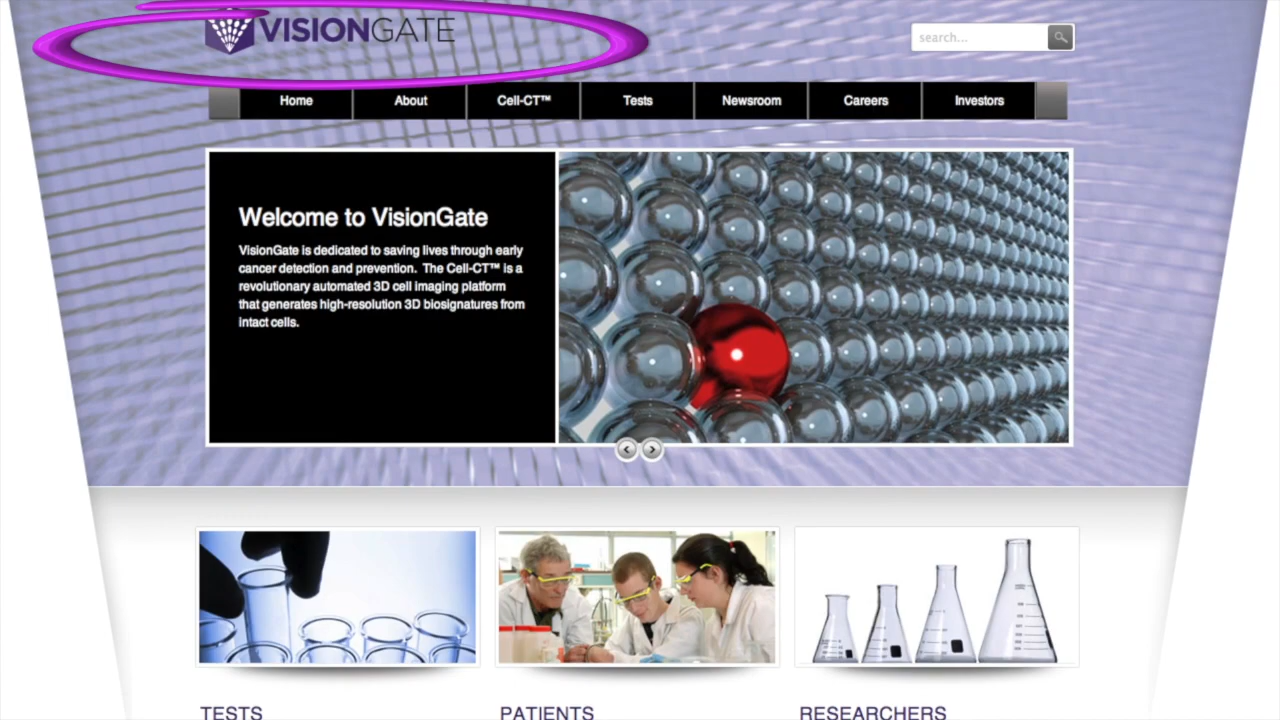 VISIONGATE
search...
Home About Cell-CT™ Tests Newsroom Careers Investors
Welcome to VisionGate
VisionGate is dedicated to saving lives through early
cancer detection and prevention. The Cell-CT™ is a
revolutionary automated 3D cell imaging platform
that generates high-resolution 3D biosignatures from
intact cells.
TESTS PATIENTS RESEARCHERS